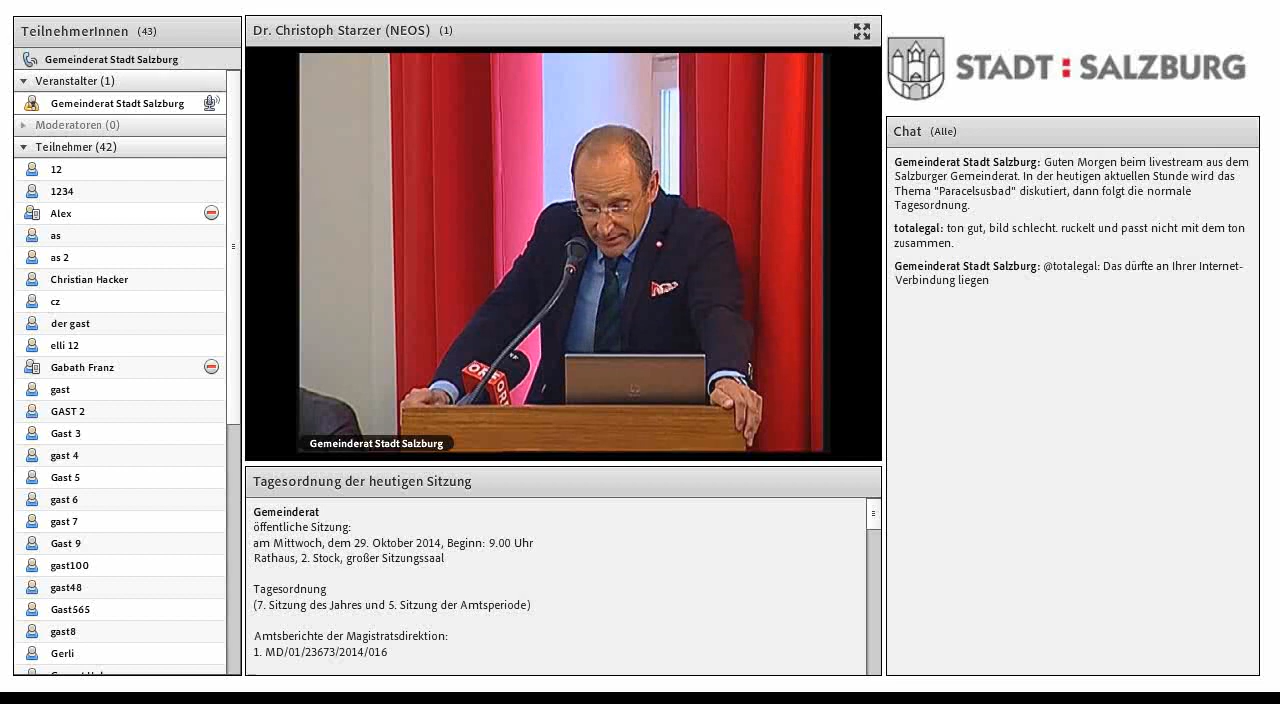 TeilnehmerInnen (43)
Gemeinderat Stadt Salzburg
Veranstalter (1)
Gemeinderat Stadt Salzburg
Moderatoren (0)
Teilnehmer (42)
12
1234
Alex
as
as 2
Christian Hacker
cz
der gast
elli 12
Gabath Franz
gast
GAST 2
Gast 3
gast 4
Gast 5
gast 6
gast 7
Gast 9
gast100
gast48
Gast565
gast8
Gerli
Dr. Christoph Starzer (NEOS) (1)
ORF
Gemeinderat Stadt Salzburg
Tagesordnung der heutigen Sitzung
Gemeinderat
öffentliche Sitzung:
am Mittwoch, dem 29. Oktober 2014, Beginn: 9.00 Uhr
Rathaus, 2. Stock, großer Sitzungssaal
Tagesordnung
(7. Sitzung des Jahres und 5. Sitzung der Amtsperiode)
Amtsberichte der Magistratsdirektion:
1. MD/01/23673/2014/016
STADT : SALZBURG
Chat (Alle)
Gemeinderat Stadt Salzburg: Guten Morgen beim livestream aus dem
Salzburger Gemeinderat. In der heutigen aktuellen Stunde wird das
Thema "Paracelsusbad" diskutiert, dann folgt die normale
Tagesordnung.
totalegal: ton gut, bild schlecht. ruckelt und passt nicht mit dem ton
zusammen.
Gemeinderat Stadt Salzburg: @totalegal: Das dürfte an Ihrer Internet-
Verbindung liegen